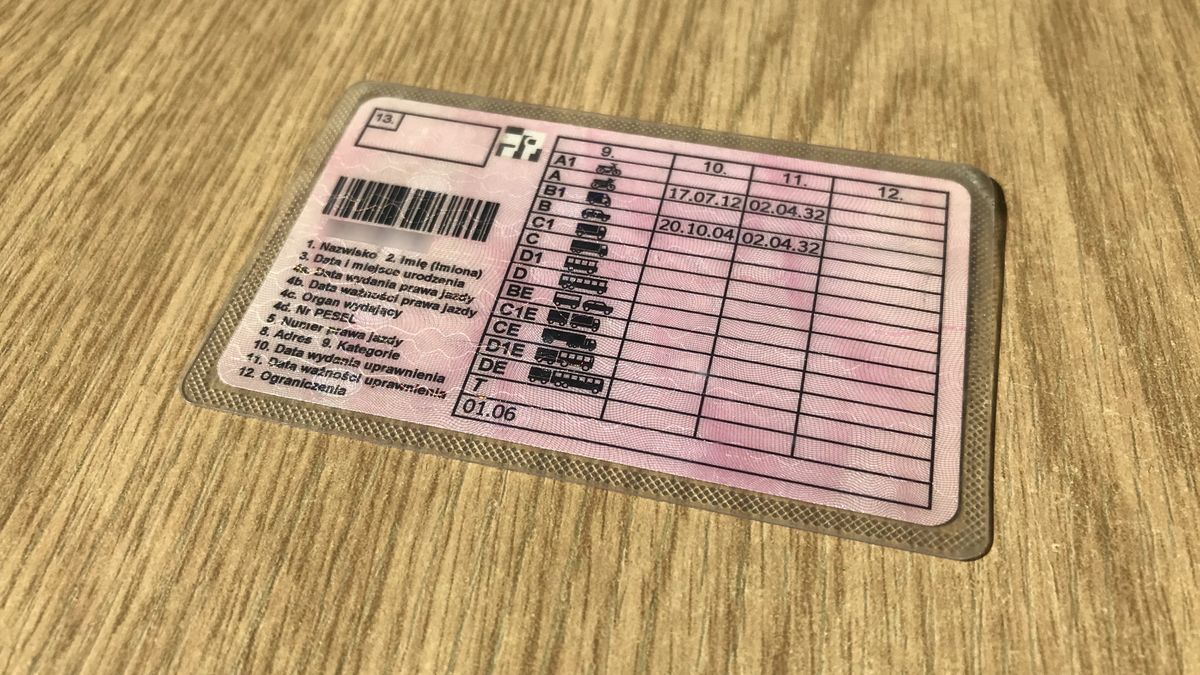 13.
1. Nazwisko 2. Imię (imiona)
3. Data i miejsce urodzenia
4a. Data wydania prawa jazdy
4b. Data ważności prawa jazdy
4c. Organ wydający
4d. Nr PESEL
5 Numer prawa jazdy
8. Adres 9. Kategorie
10. Data wydania uprawnienia
11. Data ważności uprawnienia
12. Ograniczenia
9. 10. 11. 12.
A1
A 17.07.12 02.04.32
B1
B 20.10.04 02.04.32
C1
C
D1
D
BE
C1E
CE
D1E
DE
T
01.06